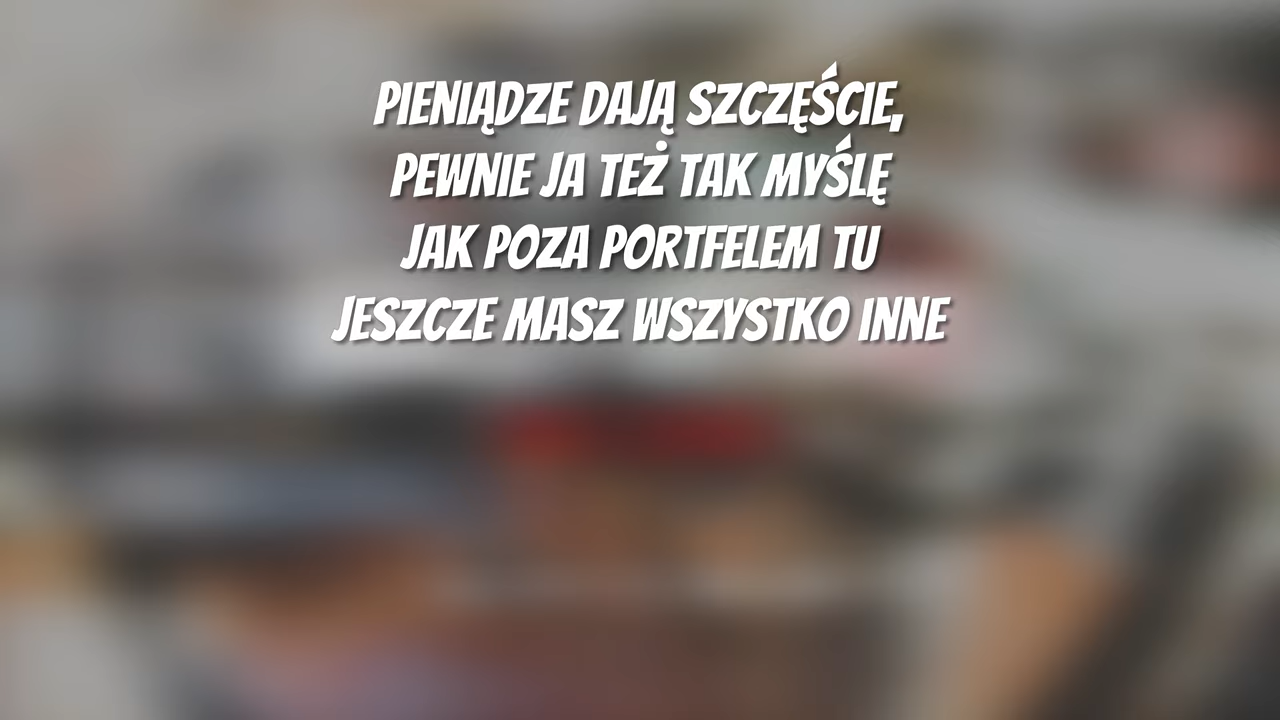 PIENIĄDZE DAJĄ SZCZĘŚCIE,
PEWNIE JA TEŻ TAK MYŚLĘ
JAK POZA PORTFELEM TU
JESZCZE MASZ WSZYSTKO INNE